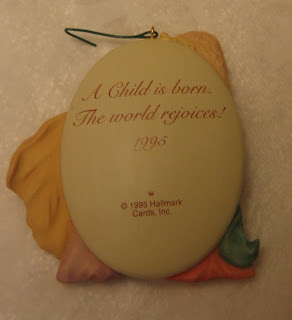 A Child is born.
The world rejoices!
1995
© 1995 Hallmark
Cards, Inc.